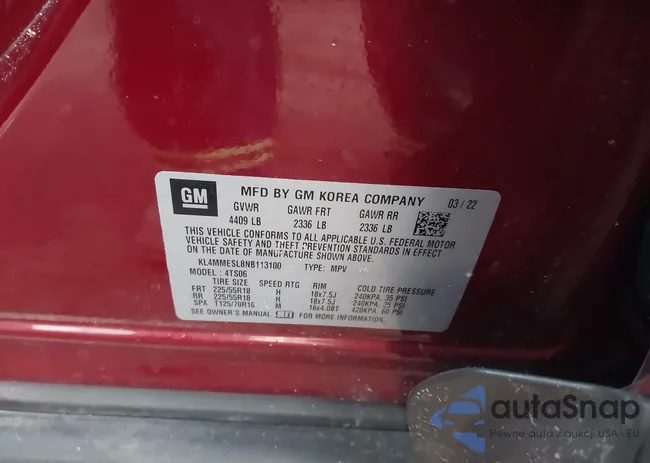 GM
MFD BY GM KOREA COMPANY
03 / 22
GVWR GAWR FRT GAWR RR
4409 LB 2336 LB 2336 LB
THIS VEHICLE CONFORMS TO ALL APPLICABLE U.S. FEDERAL MOTOR
VEHICLE SAFETY AND THEFT PREVENTION STANDARDS IN EFFECT
ON THE DATE OF MANUFACTURE SHOWN ABOVE.
KL4MMESL8NB113100 TYPE: MPV
MODEL: 4TS06
TIRE SIZE SPEED RTG RIM COLD TIRE PRESSURE
FRT 225/55R18 H 18x7.5J 240KPA, 35 PSI
RR 225/55R18 H 18x7.5J 240KPA, 35 PSI
SPA T125/70R16 M 16x4.0BT 420KPA, 60 PSI
SEE OWNER'S MANUAL FOR MORE INFORMATION.
autaSnap
Pewne auta z aukcji USA i EU